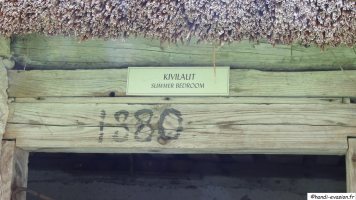 KIVILAUT
SUMMER BEDROOM
1880
©handi-evasion.fr